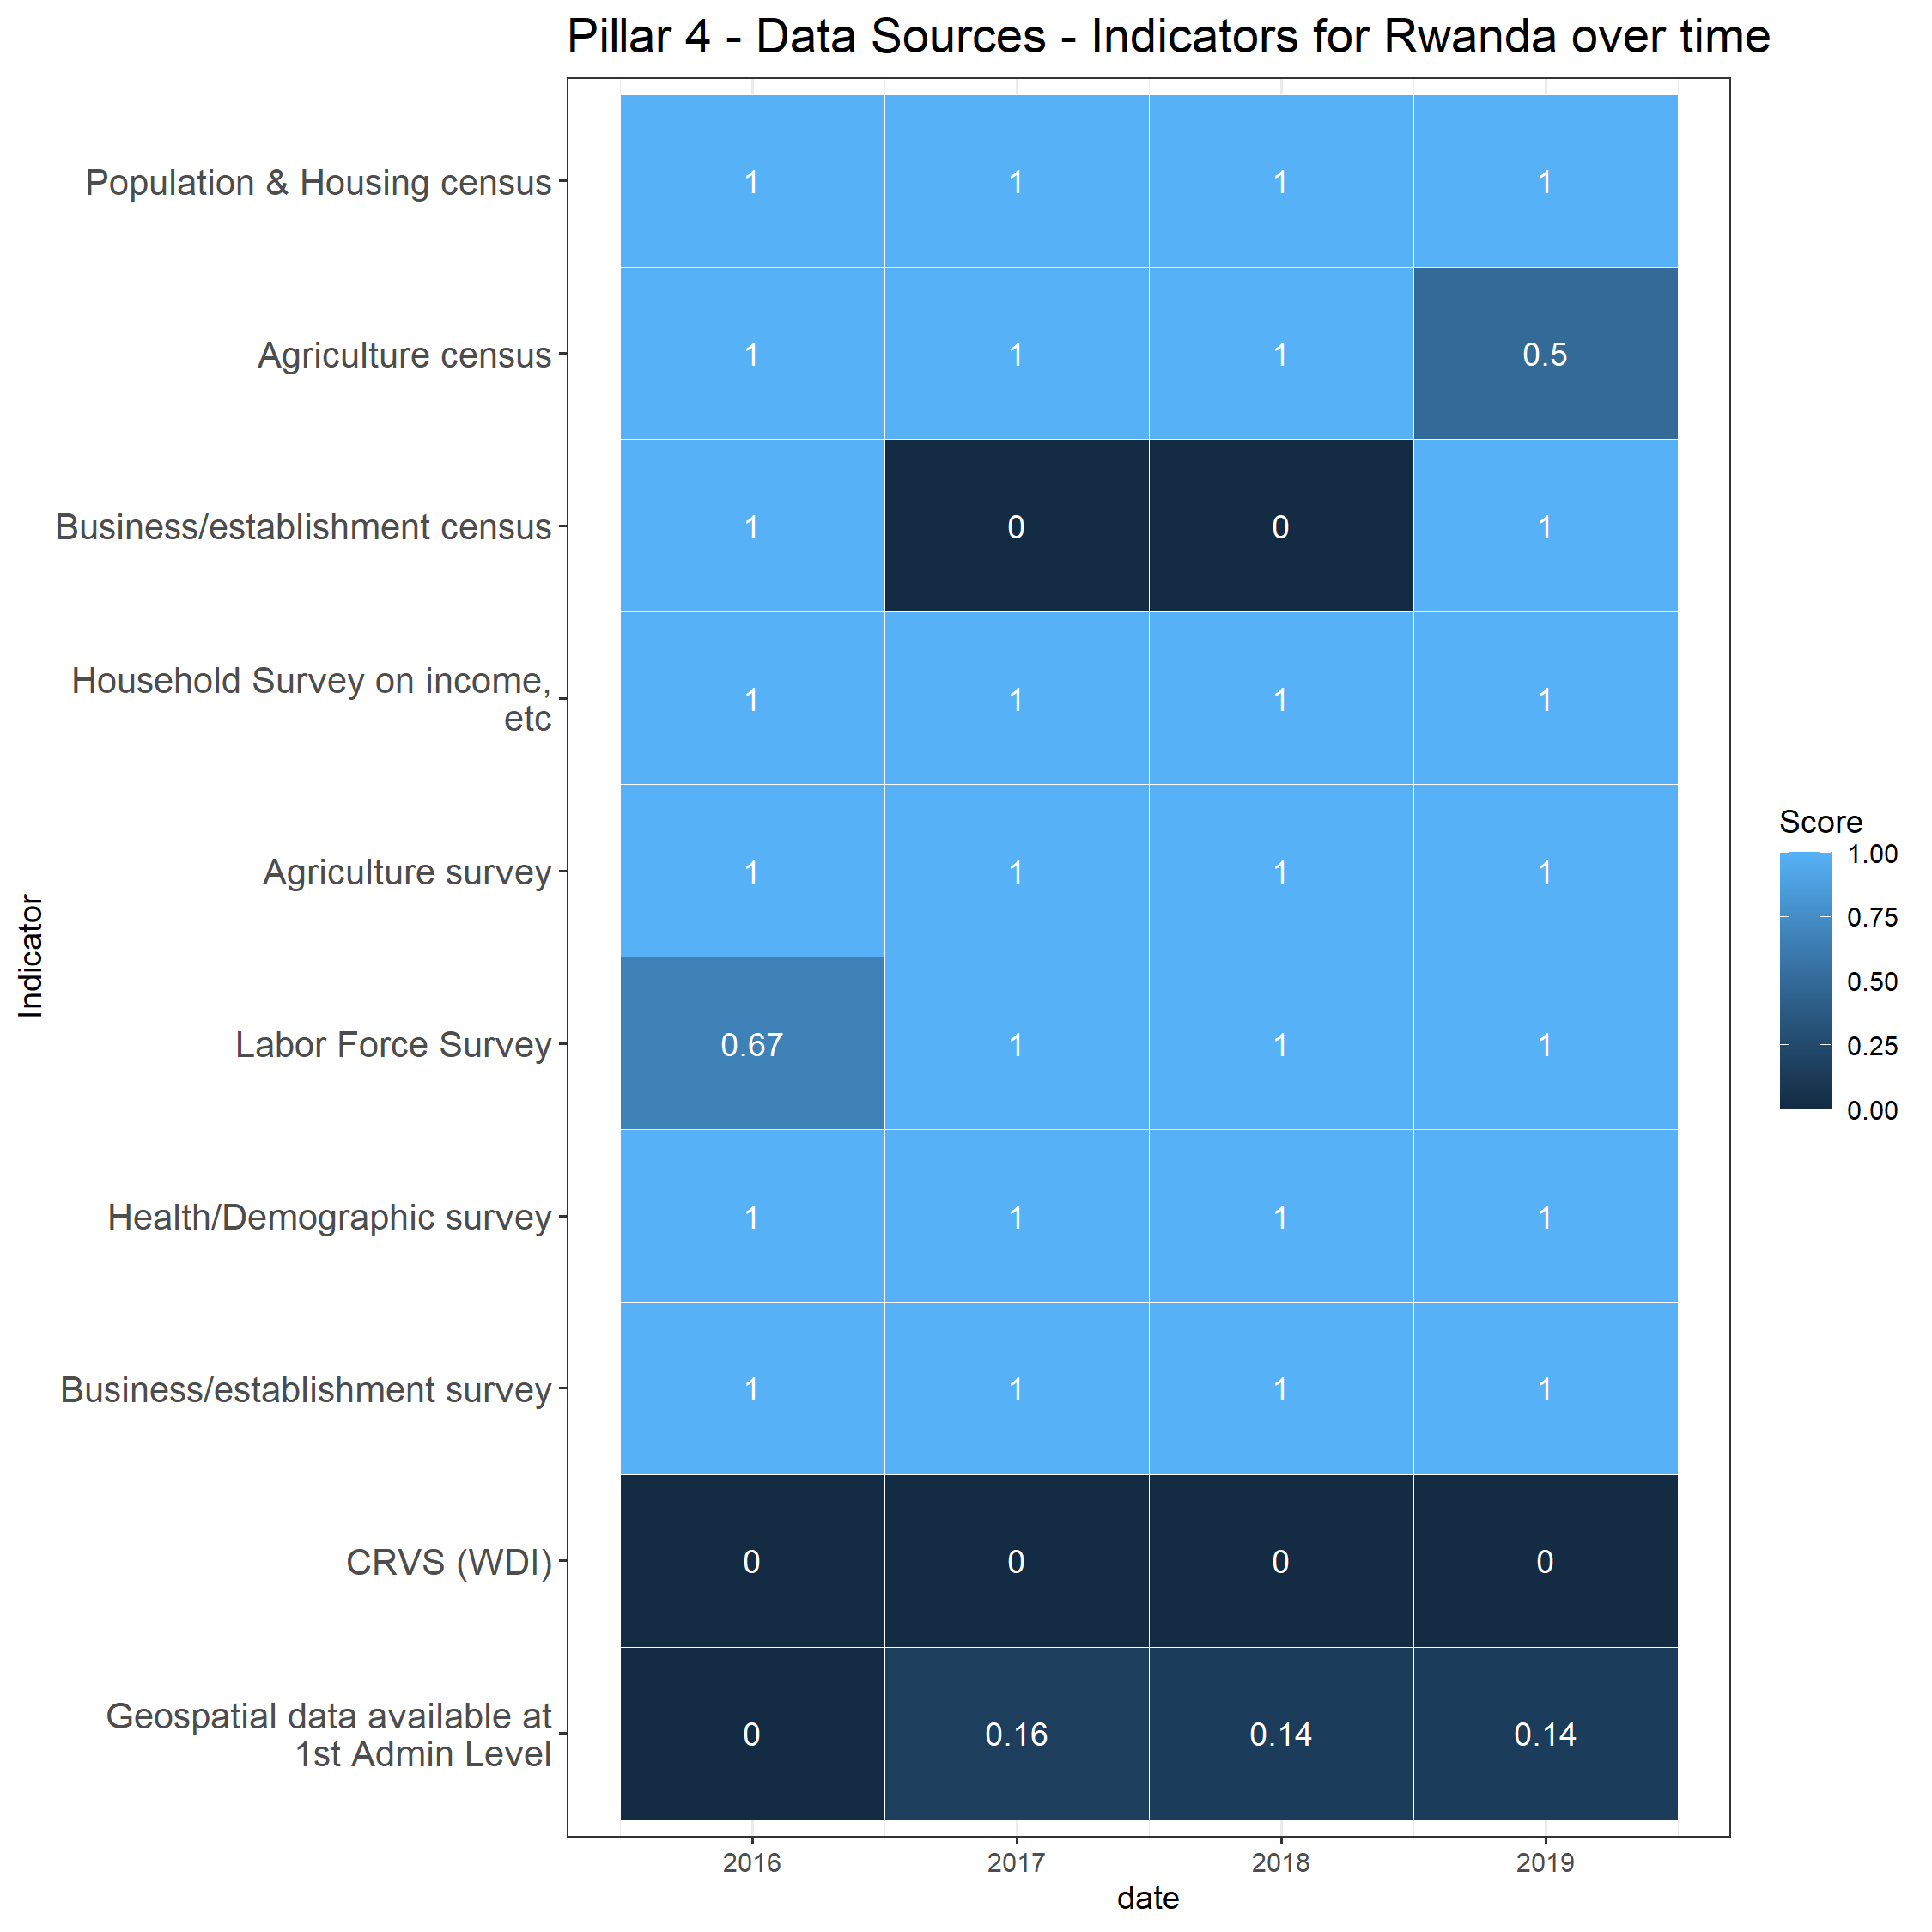 Pillar 4 - Data Sources - Indicators for Rwanda over time
Indicator
Population & Housing census
1 1 1 1
Agriculture census
1 1 1 0.5
Business/establishment census
1 0 0 1
Household Survey on income,
etc
1 1 1 1
Agriculture survey
1 1 1 1
Labor Force Survey
0.67 1 1 1
Health/Demographic survey
1 1 1 1
Business/establishment survey
1 1 1 1
CRVS (WDI)
0 0 0 0
Geospatial data available at
1st Admin Level
0 0.16 0.14 0.14
2016 2017 2018 2019
date
Score
1.00
0.75
0.50
0.25
0.00